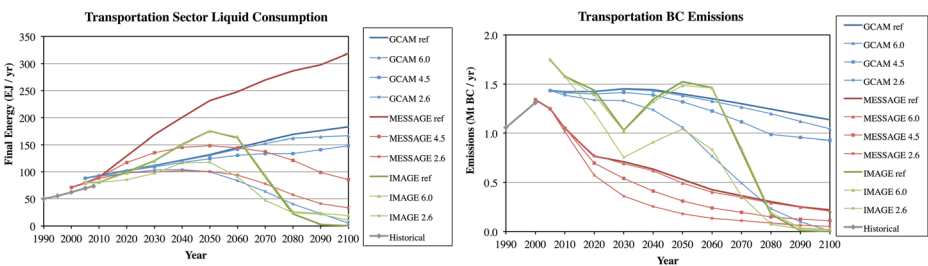 Transportation Sector Liquid Consumption
Final Energy (EJ / yr)
350
300
250
200
150
100
50
0
1990 2000 2010 2020 2030 2040 2050 2060 2070 2080 2090 2100
Year
GCAM ref
GCAM 6.0
GCAM 4.5
GCAM 2.6
MESSAGE ref
MESSAGE 4.5
MESSAGE 2.6
IMAGE ref
IMAGE 6.0
IMAGE 2.6
Historical
Transportation BC Emissions
Emissions (Mt BC / yr)
2.0
1.5
1.0
0.5
0.0
1990 2000 2010 2020 2030 2040 2050 2060 2070 2080 2090 2100
Year
GCAM ref
GCAM 6.0
GCAM 4.5
GCAM 2.6
MESSAGE ref
MESSAGE 6.0
MESSAGE 4.5
MESSAGE 2.6
IMAGE ref
IMAGE 6.0
IMAGE 2.6
Historical